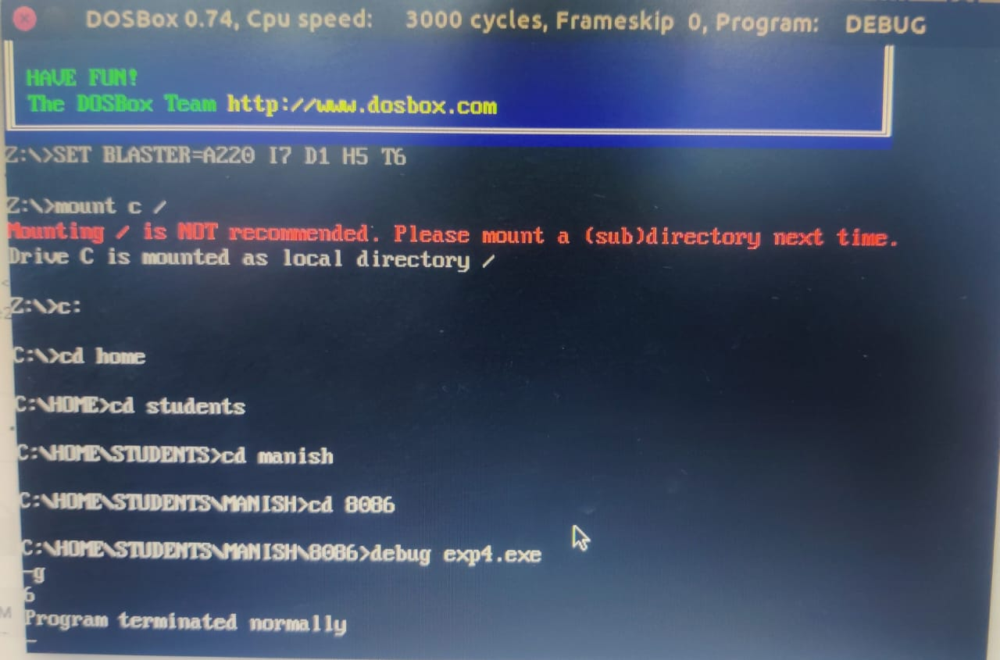 DOSBox 0.74, Cpu speed: 3000 cycles, Frameskip 0, Program: DEBUG
HAVE FUN!
The DOSBox Team http://www.dosbox.com
Z:\>SET BLASTER=A220 I7 D1 H5 T6
Z:\>mount c /
Mounting / is NOT recommended. Please mount a (sub)directory next time.
Drive C is mounted as local directory /
Z:\>c:
C:\>cd home
C:\HOME>cd students
C:\HOME\STUDENTS>cd manish
C:\HOME\STUDENTS\MANISH>cd 8086
C:\HOME\STUDENTS\MANISH\8086>debug exp4.exe
-g
6
Program terminated normally
-